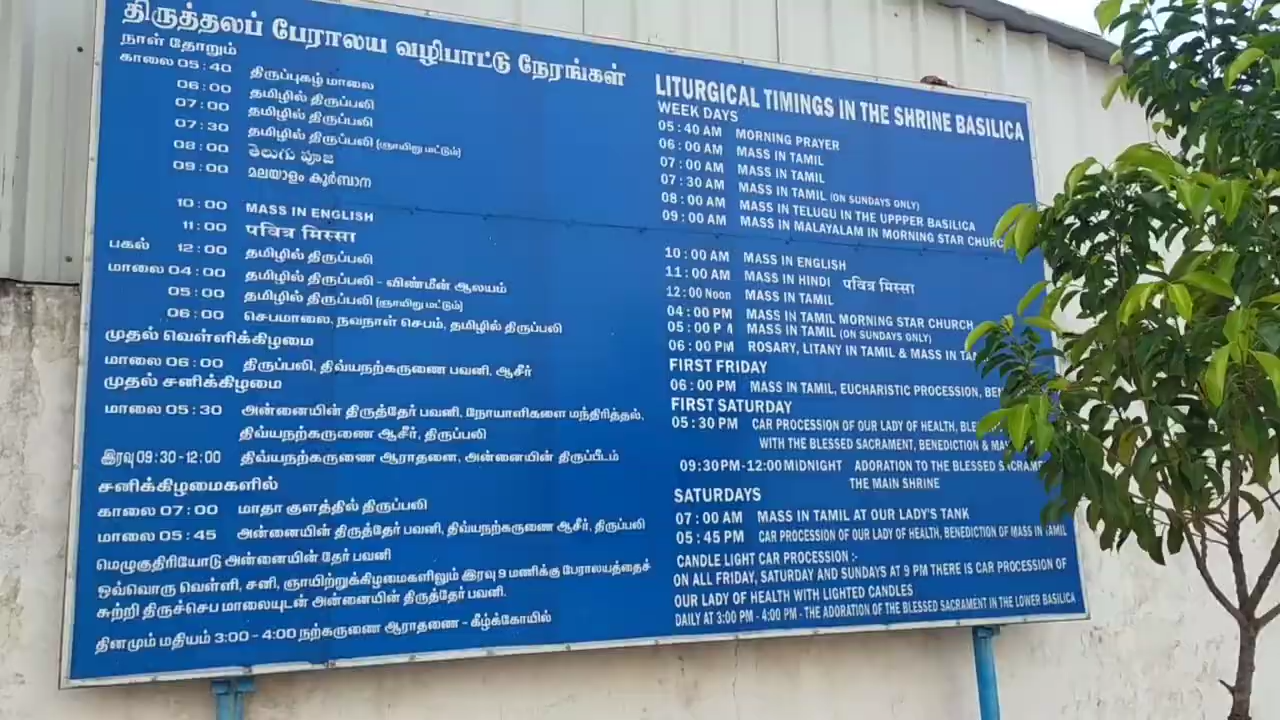 திருத்தலப் பேராலய வழிபாட்டு நேரங்கள்
நாள் தோறும்
காலை 05:40 திருப்புகழ் மாலை
06:00 தமிழில் திருப்பலி
07:00 தமிழில் திருப்பலி
07:30 தமிழில் திருப்பலி (ஞாயிறு மட்டும்)
08:00 తెలుగు పూజ
09:00 മലയാളം കുർബാന
10:00 MASS IN ENGLISH
11:00 पवित्र मिस्सा
பகல் 12:00 தமிழில் திருப்பலி
மாலை 04:00 தமிழில் திருப்பலி - விண்மீன் ஆலயம்
05:00 தமிழில் திருப்பலி (ஞாயிறு மட்டும்)
06:00 செபமாலை, நவநாள் செபம், தமிழில் திருப்பலி
முதல் வெள்ளிக்கிழமை
மாலை 06:00 திருப்பலி, திவ்யநற்கருணை பவனி, ஆசீர்
முதல் சனிக்கிழமை
மாலை 05:30 அன்னையின் திருத்தேர் பவனி, நோயாளிகளை மந்திரித்தல்,
திவ்யநற்கருணை ஆசீர், திருப்பலி
இரவு 09:30-12:00 திவ்யநற்கருணை ஆராதனை, அன்னையின் திருப்பீடம்
சனிக்கிழமைகளில்
காலை 07:00 மாதா குளத்தில் திருப்பலி
மாலை 05:45 அன்னையின் திருத்தேர் பவனி, திவ்யநற்கருணை ஆசீர், திருப்பலி
மெழுகுதிரியோடு அன்னையின் தேர் பவனி
ஒவ்வொரு வெள்ளி, சனி, ஞாயிற்றுக்கிழமைகளிலும் இரவு 9 மணிக்கு பேராலயத்தைச்
சுற்றி திருச்செப மாலையுடன் அன்னையின் திருத்தேர் பவனி.
தினமும் மதியம் 3:00 - 4:00 நற்கருணை ஆராதணை - கீழ்க்கோயில்
LITURGICAL TIMINGS IN THE SHRINE BASILICA
WEEK DAYS
05:40 AM MORNING PRAYER
06:00 AM MASS IN TAMIL
07:00 AM MASS IN TAMIL
07:30 AM MASS IN TAMIL (ON SUNDAYS ONLY)
08:00 AM MASS IN TELUGU IN THE UPPPER BASILICA
09:00 AM MASS IN MALAYALAM IN MORNING STAR CHURC
10:00 AM MASS IN ENGLISH
11:00 AM MASS IN HINDI पवित्र मिस्सा
12:00 Noon MASS IN TAMIL
04:00 PM MASS IN TAMIL MORNING STAR CHURCH
05:00 PM MASS IN TAMIL (ON SUNDAYS ONLY)
06:00 PM ROSARY, LITANY IN TAMIL & MASS IN
FIRST FRIDAY
06:00 PM MASS IN TAMIL, EUCHARISTIC PROCESSION,
FIRST SATURDAY
05:30 PM CAR PROCESSION OF OUR LADY OF HEALTH,
WITH THE BLESSED SACRAMENT, BENEDICTION &
09:30PM-12:00MIDNIGHT ADORATION TO THE BLESSED
THE MAIN SHRINE
SATURDAYS
07:00 AM MASS IN TAMIL AT OUR LADY'S TANK
05:45 PM CAR PROCESSION OF OUR LADY OF HEALTH, BENEDICTION OF MASS IN TAMIL
CANDLE LIGHT CAR PROCESSION :-
ON ALL FRIDAY, SATURDAY AND SUNDAYS AT 9 PM THERE IS CAR PROCESSION OF
OUR LADY OF HEALTH WITH LIGHTED CANDLES
DAILY AT 3:00 PM - 4:00 PM - THE ADORATION OF THE BLESSED SACRAMENT IN THE LOWER BASILICA